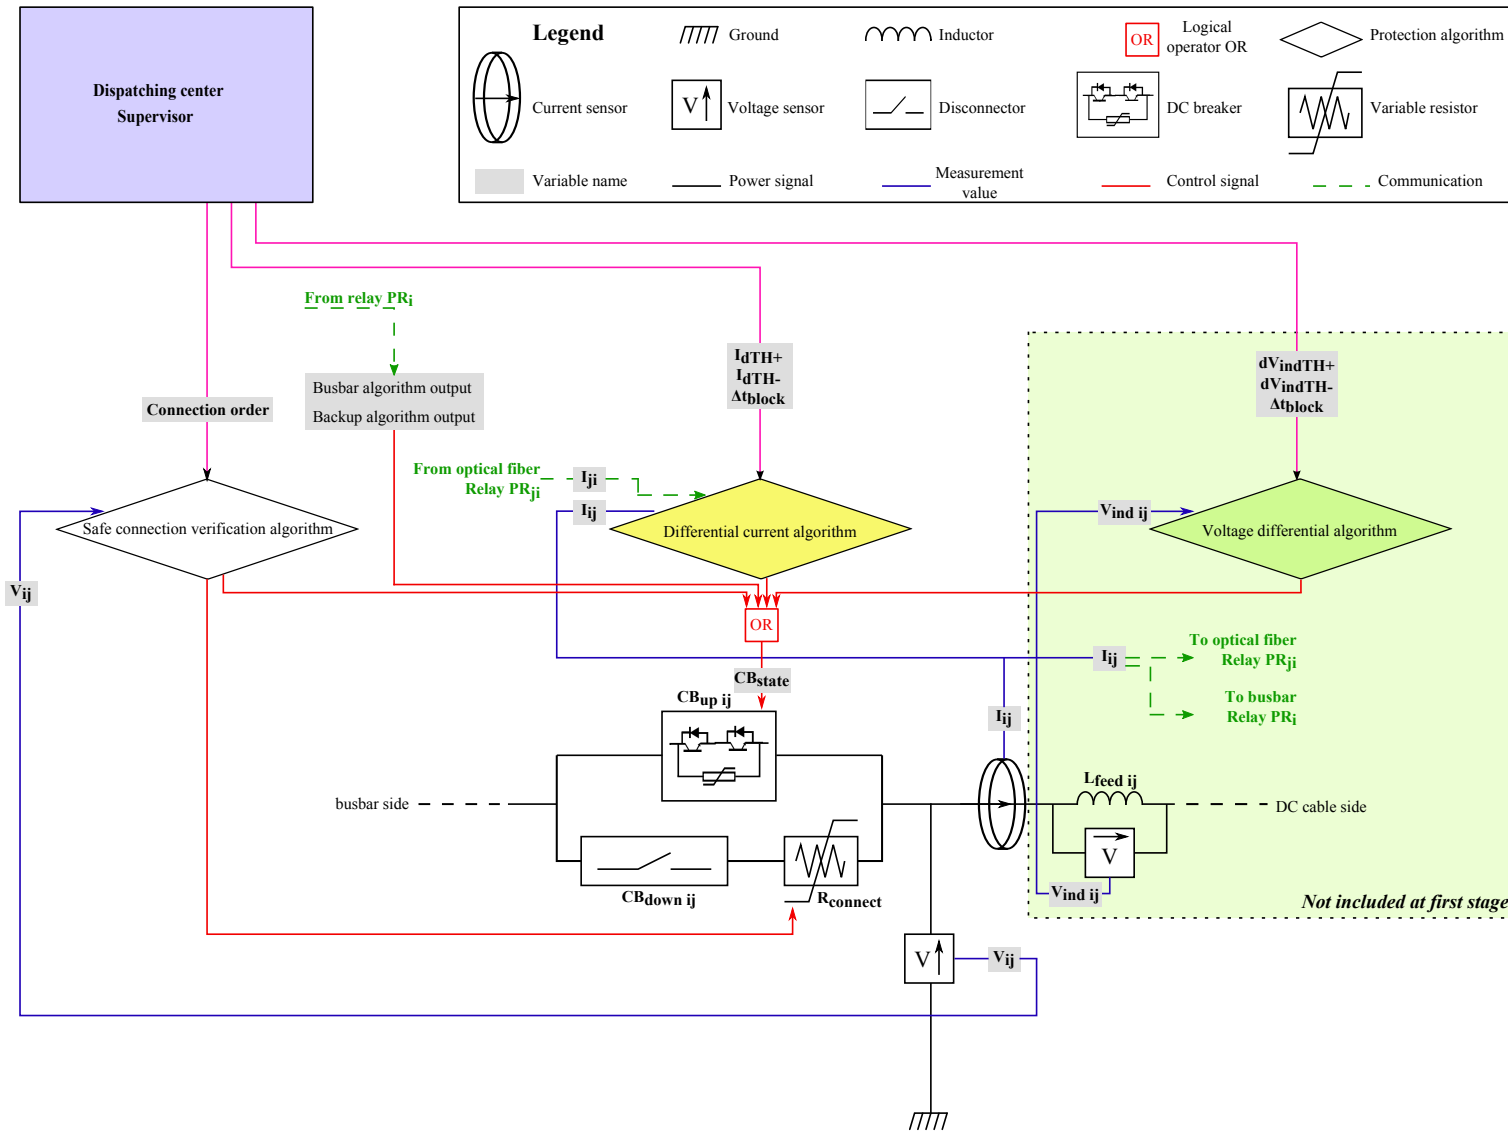 Dispatching center
Supervisor
Legend
Ground
Inductor
OR
Logical
operator OR
Protection algorithm
Current sensor
V
Voltage sensor
Disconnector
DC breaker
Variable resistor
Variable name
Power signal
Measurement
value
Control signal
Communication
From relay PRi
Busbar algorithm output
Backup algorithm output
Connection order
IdTH+
IdTH-
Δtblock
dVindTH+
dVindTH-
Δtblock
From optical fiber
Relay PRji
Iji
Iij
Vind ij
Safe connection verification algorithm
Differential current algorithm
Voltage differential algorithm
Vij
OR
CBstate
Iij
To optical fiber
Relay PRji
To busbar
Relay PRi
CBup ij
Iij
Lfeed ij
busbar side
DC cable side
V
CBdown ij
Rconnect
Vind ij
Not included at first stage
V
Vij